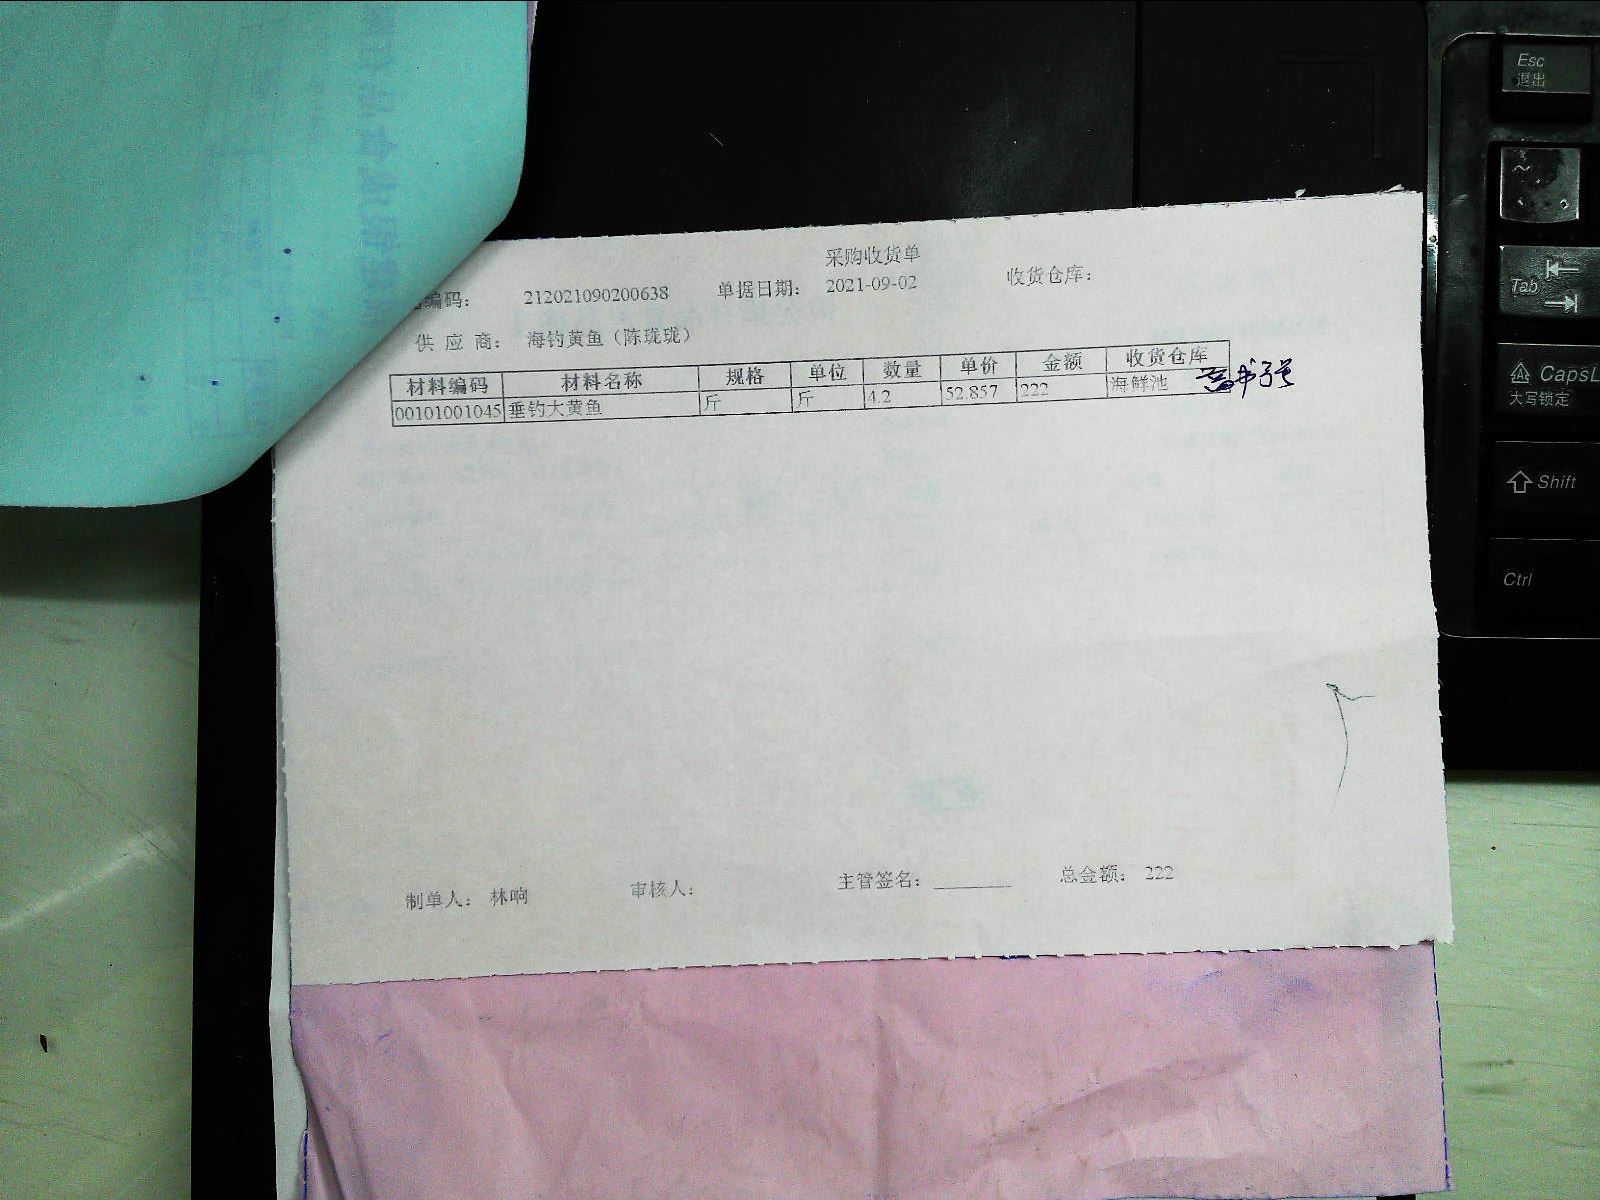 采购收货单
编码： 212021090200638 单据日期： 2021-09-02 收货仓库：
供 应 商： 海钓黄鱼（陈珑珑）
材料编码 材料名称 规格 单位 数量 单价 金额 收货仓库
00101001045 垂钓大黄鱼 斤 斤 4.2 52.857 222 海鲜池
制单人： 林响 审核人： 主管签名： ________ 总金额： 222
Esc
退出
~
Tab
CapsL
大写锁定
Shift
Ctrl